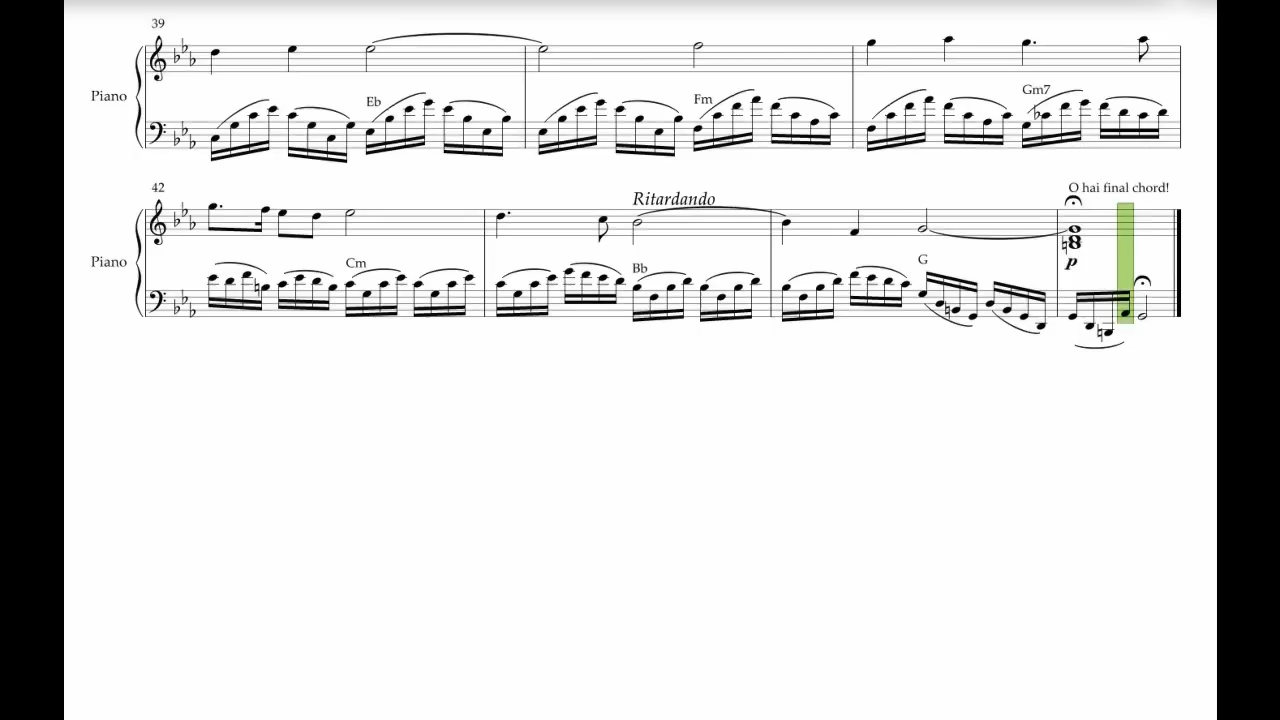 39
Piano
Eb
Fm
Gm7
42
Ritardando
O hai final chord!
Piano
Cm
Bb
G
p